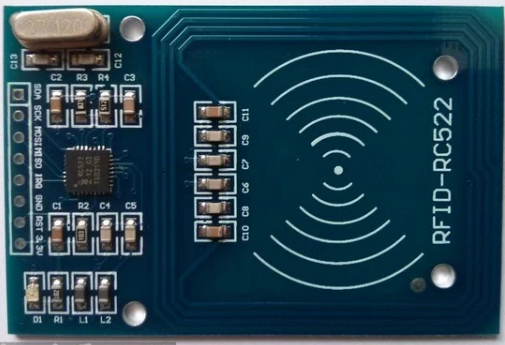 C13
C12
C2
R3
R4
C3
SDA
SCK
MOSI
MISO
IRQ
GND
RST
3.3V
C1
R2
C4
C5
D1
R1
L1
L2
C11
C9
C7
C6
C8
C10
RFID-RC522